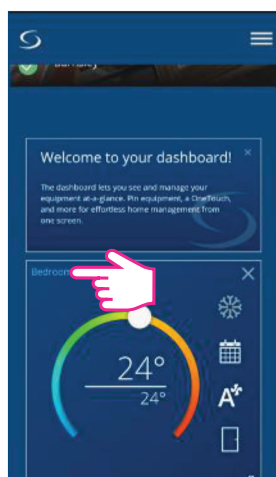 Welcome to your dashboard!
The dashboard lets you see and manage your
equipment at-a-glance. Pin equipment, a OneTouch,
and more for effortless home management from
one screen.
Bedroom
24°
24°
A